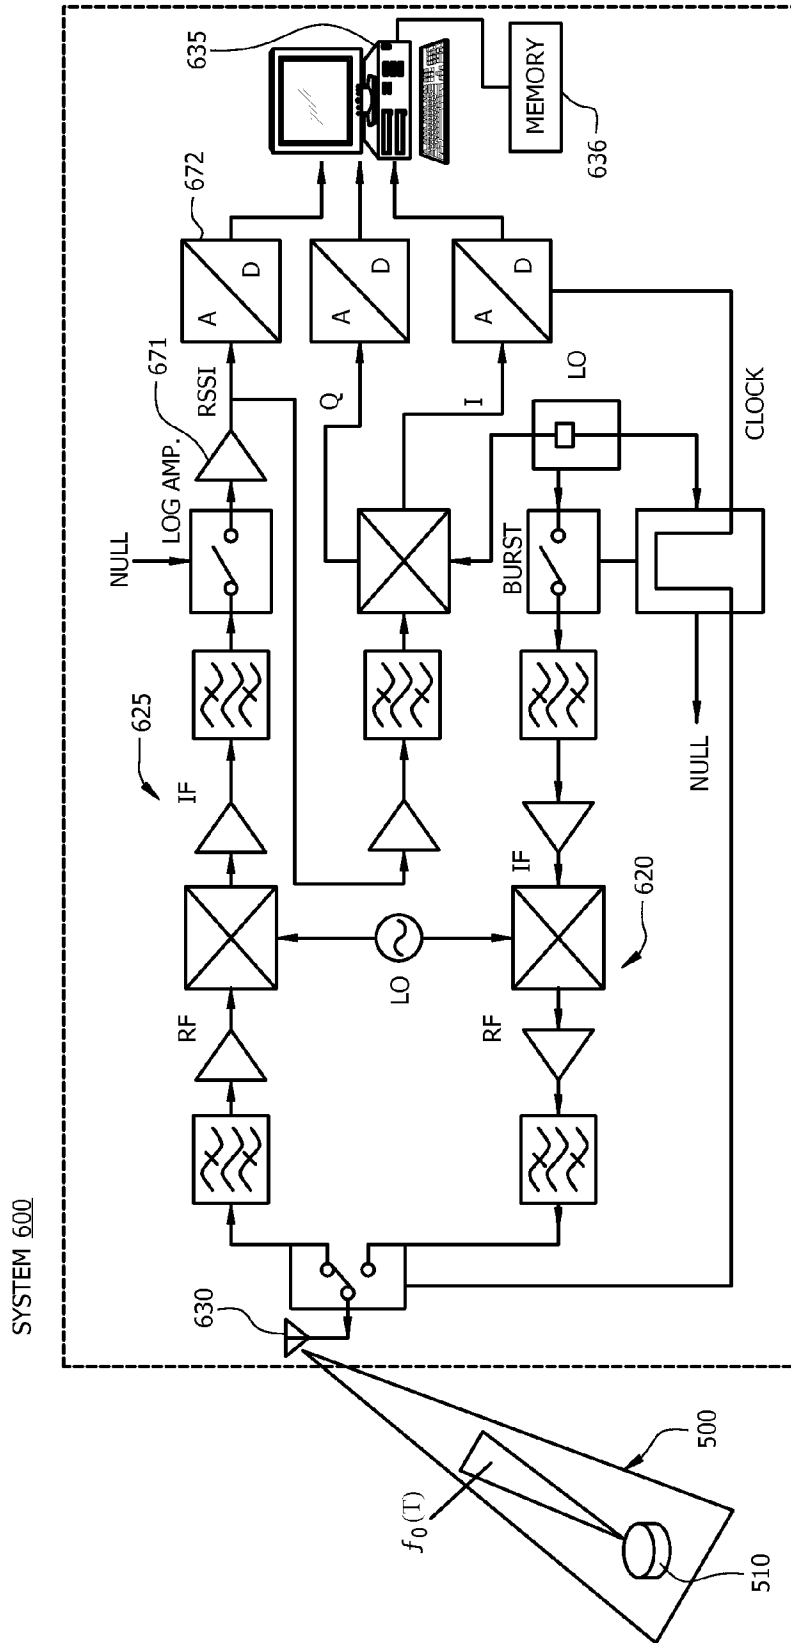 SYSTEM 600
630
RF
IF
625
NULL
LOG AMP.
671
RSSI
672
A
D
635
MEMORY
636
Q
A
D
I
A
D
LO
LO
BURST
CLOCK
NULL
IF
RF
620
f0(T)
500
510